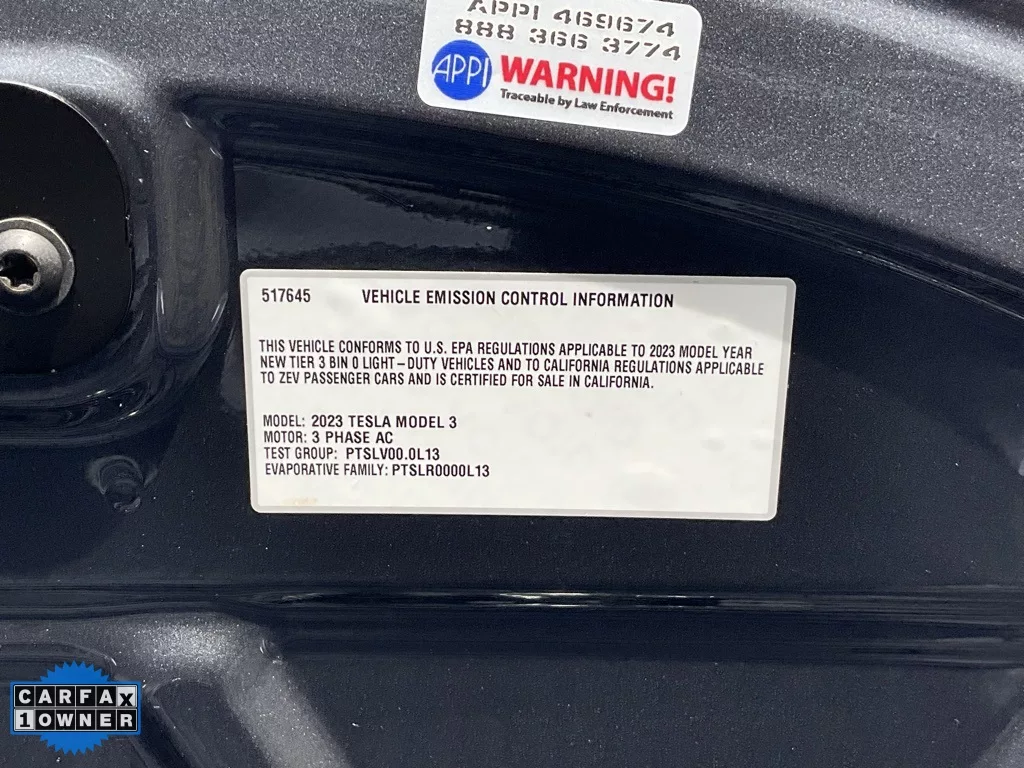 APPI 469674
888 366 3774
APPI WARNING!
Traceable by Law Enforcement
517645 VEHICLE EMISSION CONTROL INFORMATION
THIS VEHICLE CONFORMS TO U.S. EPA REGULATIONS APPLICABLE TO 2023 MODEL YEAR
NEW TIER 3 BIN 0 LIGHT-DUTY VEHICLES AND TO CALIFORNIA REGULATIONS APPLICABLE
TO ZEV PASSENGER CARS AND IS CERTIFIED FOR SALE IN CALIFORNIA.
MODEL: 2023 TESLA MODEL 3
MOTOR: 3 PHASE AC
TEST GROUP: PTSLV00.0L13
EVAPORATIVE FAMILY: PTSLR0000L13
CARFAX
1 OWNER